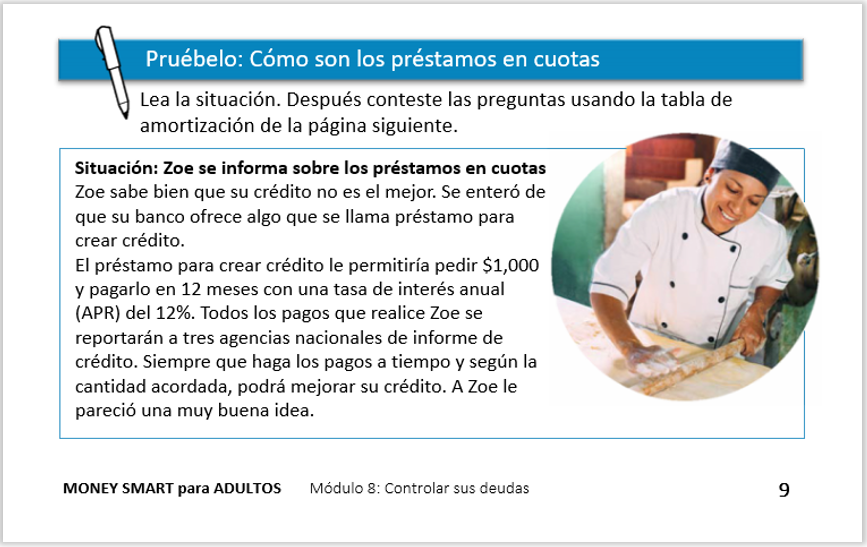 Pruébelo: Cómo son los préstamos en cuotas
Lea la situación. Después conteste las preguntas usando la tabla de
amortización de la página siguiente.
Situación: Zoe se informa sobre los préstamos en cuotas
Zoe sabe bien que su crédito no es el mejor. Se enteró de
que su banco ofrece algo que se llama préstamo para
crear crédito.
El préstamo para crear crédito le permitiría pedir $1,000
y pagarlo en 12 meses con una tasa de interés anual
(APR) del 12%. Todos los pagos que realice Zoe se
reportarán a tres agencias nacionales de informe de
crédito. Siempre que haga los pagos a tiempo y según la
cantidad acordada, podrá mejorar su crédito. A Zoe le
pareció una muy buena idea.
MONEY SMART para ADULTOS Módulo 8: Controlar sus deudas 9